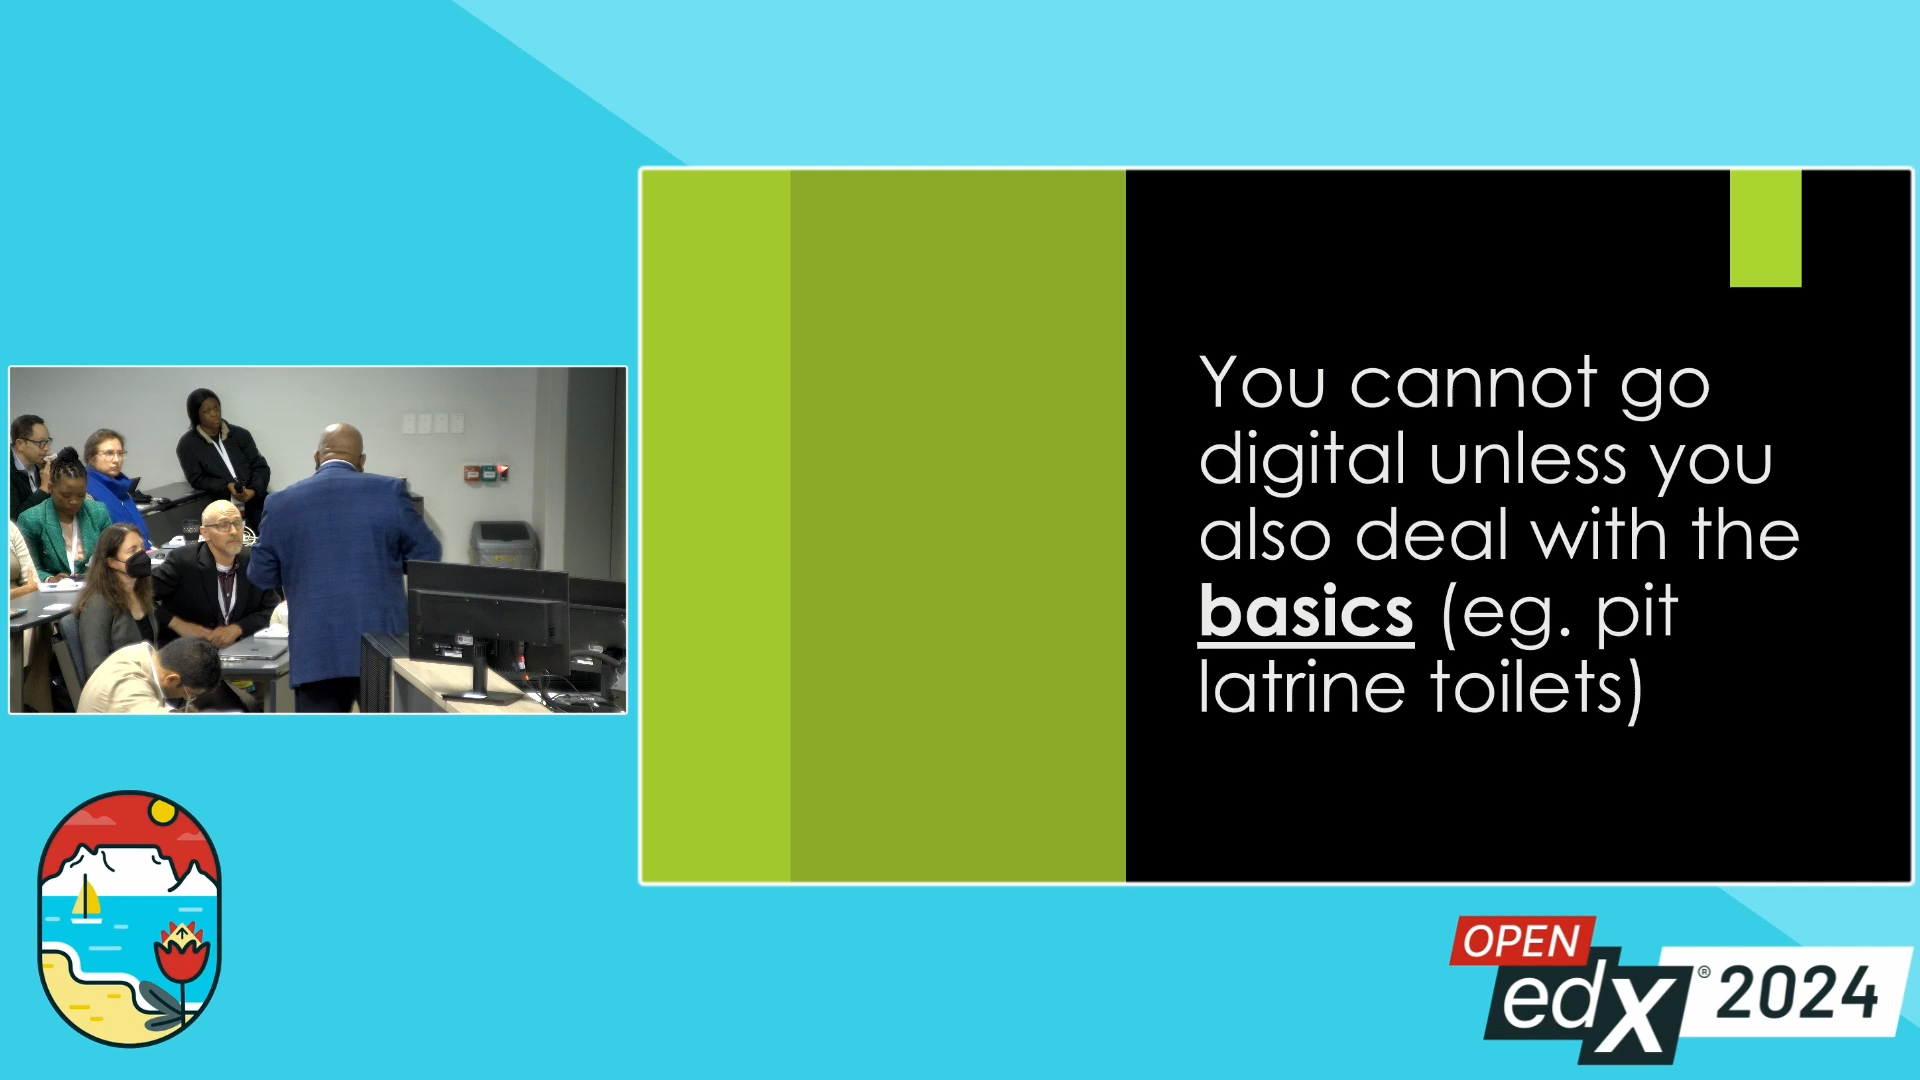 You cannot go
digital unless you
also deal with the
basics (eg. pit
latrine toilets)
OPEN
edX® 2024